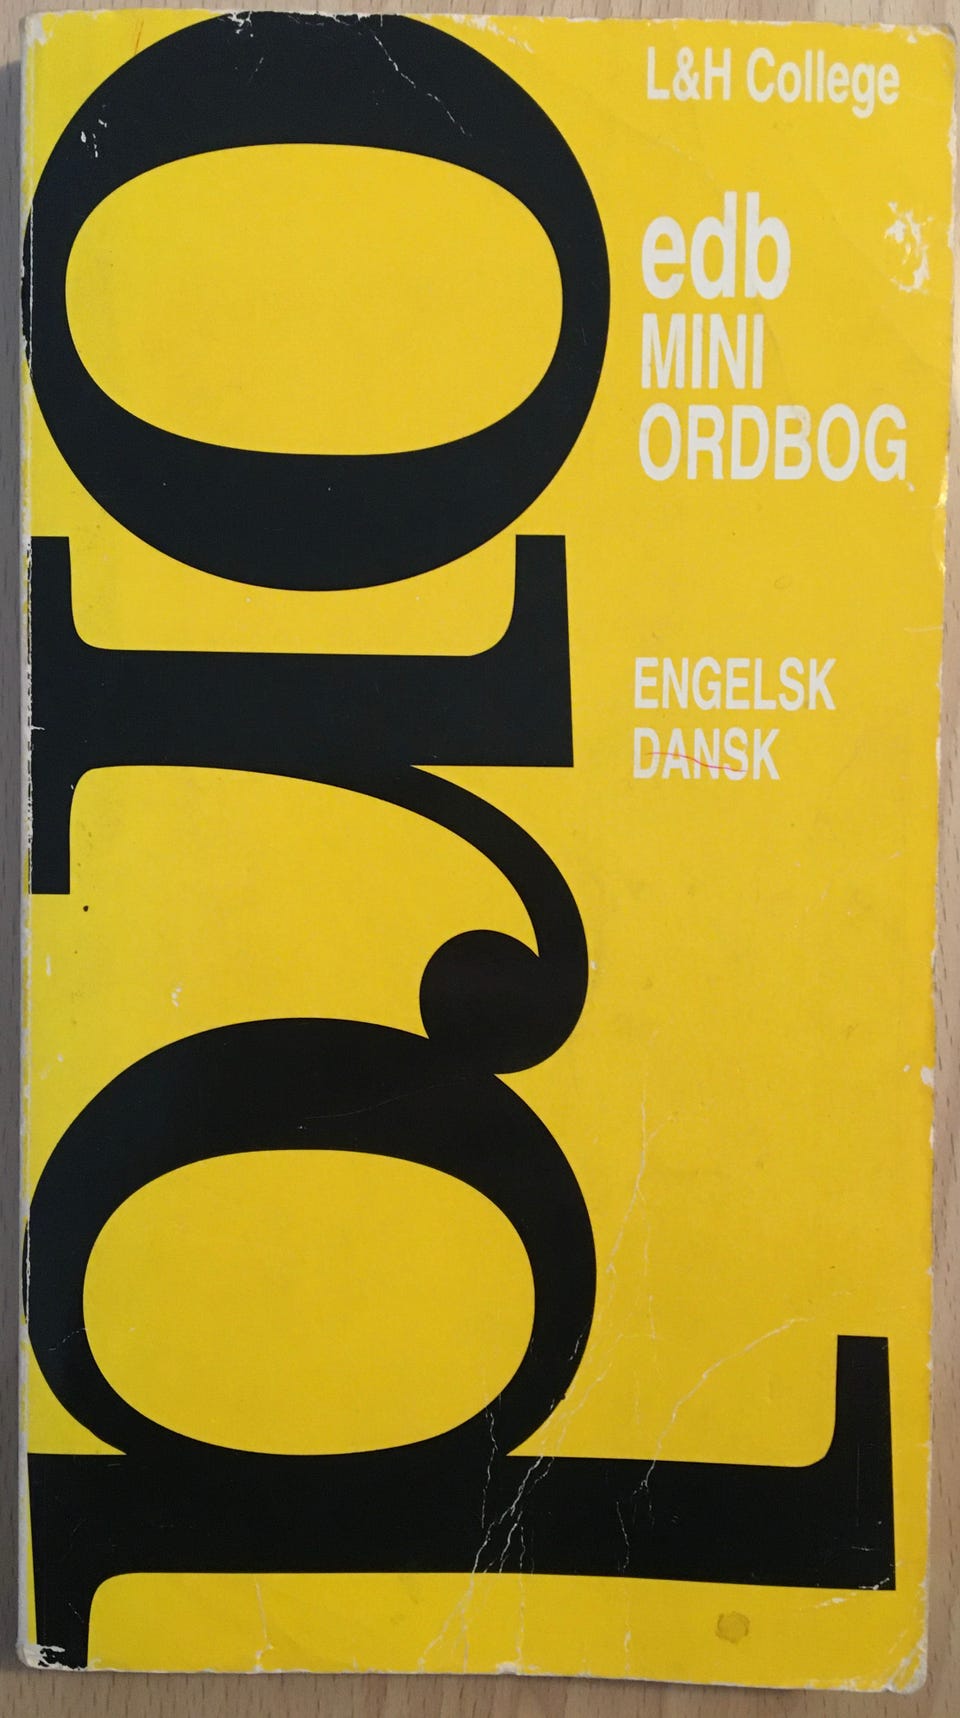 ord
L&H College
edb
MINI
ORDBOG
ENGELSK
DANSK